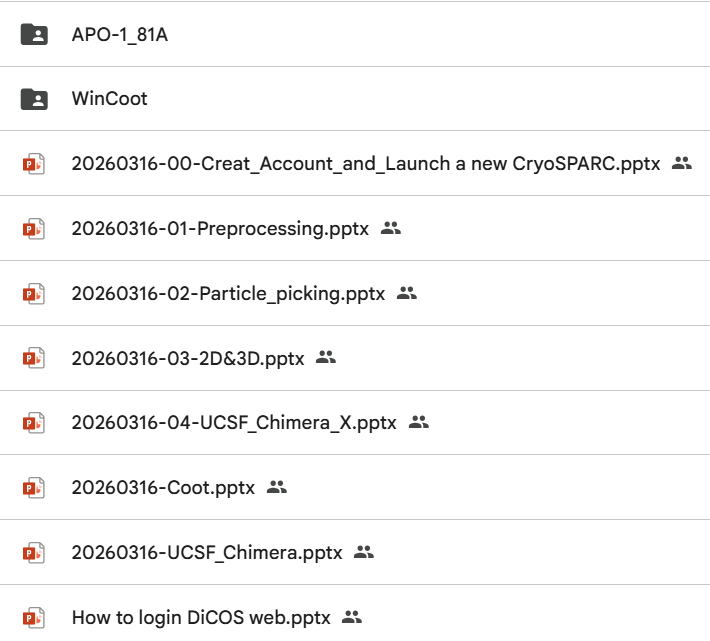 APO-1_81A
WinCoot
20260316-00-Creat_Account_and_Launch a new CryoSPARC.pptx
20260316-01-Preprocessing.pptx
20260316-02-Particle_picking.pptx
20260316-03-2D&3D.pptx
20260316-04-UCSF_Chimera_X.pptx
20260316-Coot.pptx
20260316-UCSF_Chimera.pptx
How to login DiCOS web.pptx